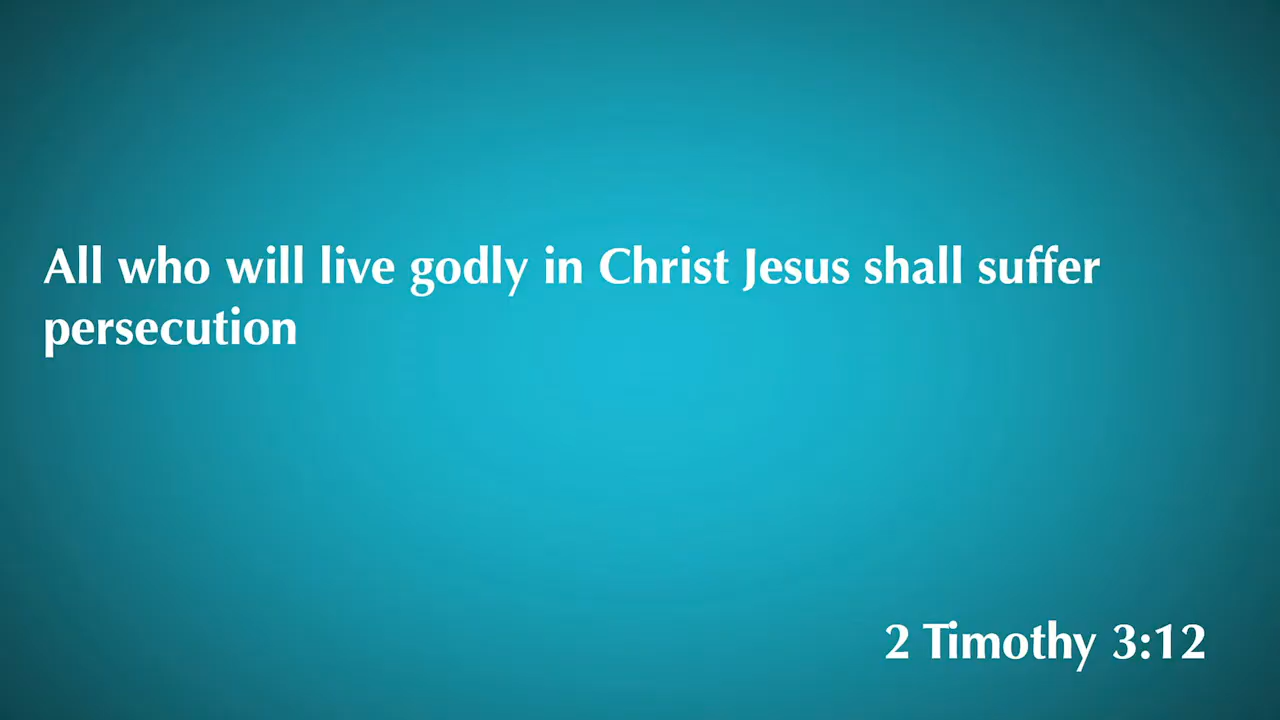 All who will live godly in Christ Jesus shall suffer
persecution
2 Timothy 3:12